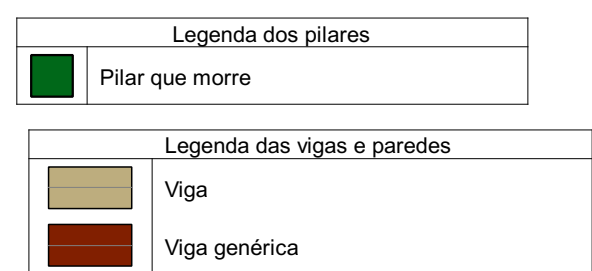 Legenda dos pilares
Pilar que morre
Legenda das vigas e paredes
Viga
Viga genérica